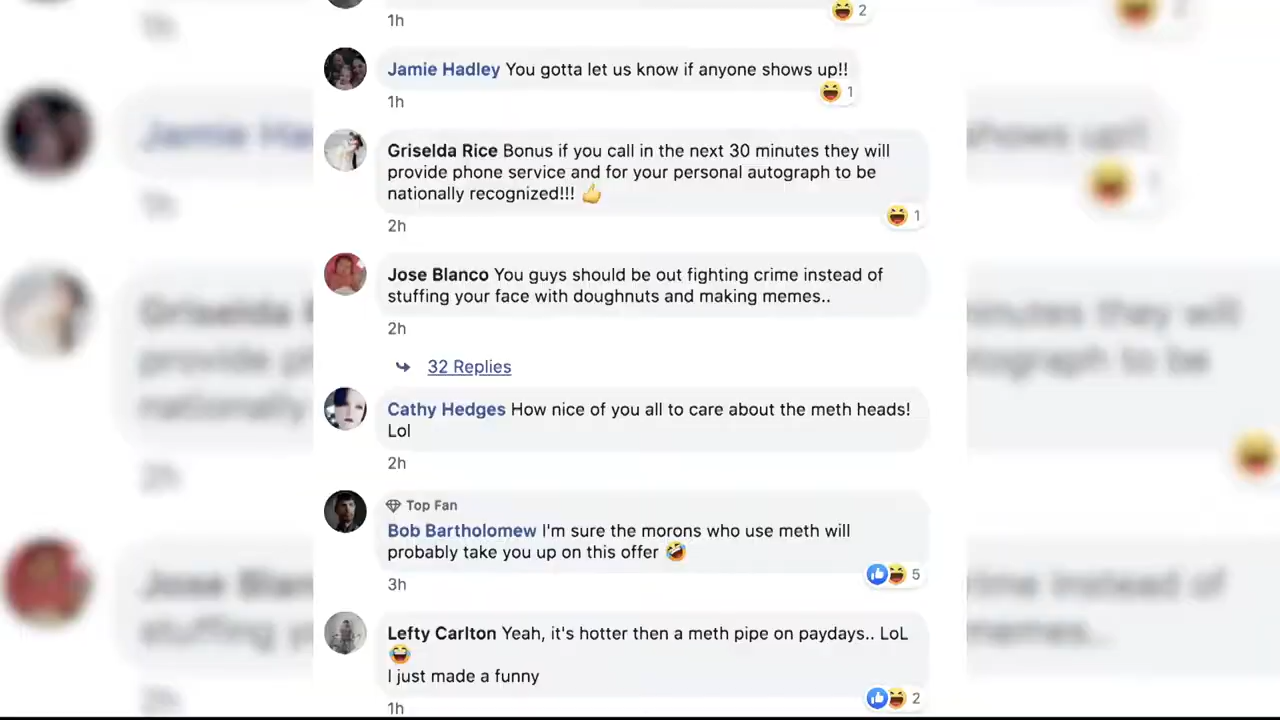 2
1h
Jamie Hadley You gotta let us know if anyone shows up!!
1
1h
Griselda Rice Bonus if you call in the next 30 minutes they will
provide phone service and for your personal autograph to be
nationally recognized!!! 👍
1
2h
Jose Blanco You guys should be out fighting crime instead of
stuffing your face with doughnuts and making memes..
2h
32 Replies
Cathy Hedges How nice of you all to care about the meth heads!
Lol
2h
Top Fan
Bob Bartholomew I'm sure the morons who use meth will
probably take you up on this offer 🤣
5
3h
Lefty Carlton Yeah, it's hotter then a meth pipe on paydays.. LoL
😂
I just made a funny
2
1h